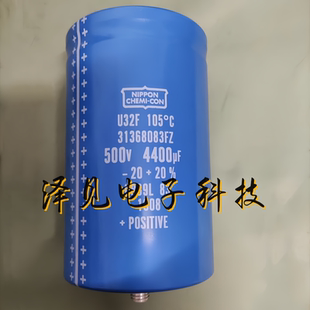 NIPPON
CHEMI-CON
U32F 105°C
31368083FZ
500V 4400µF
-20+20%
泽见电子科技
+ POSITIVE